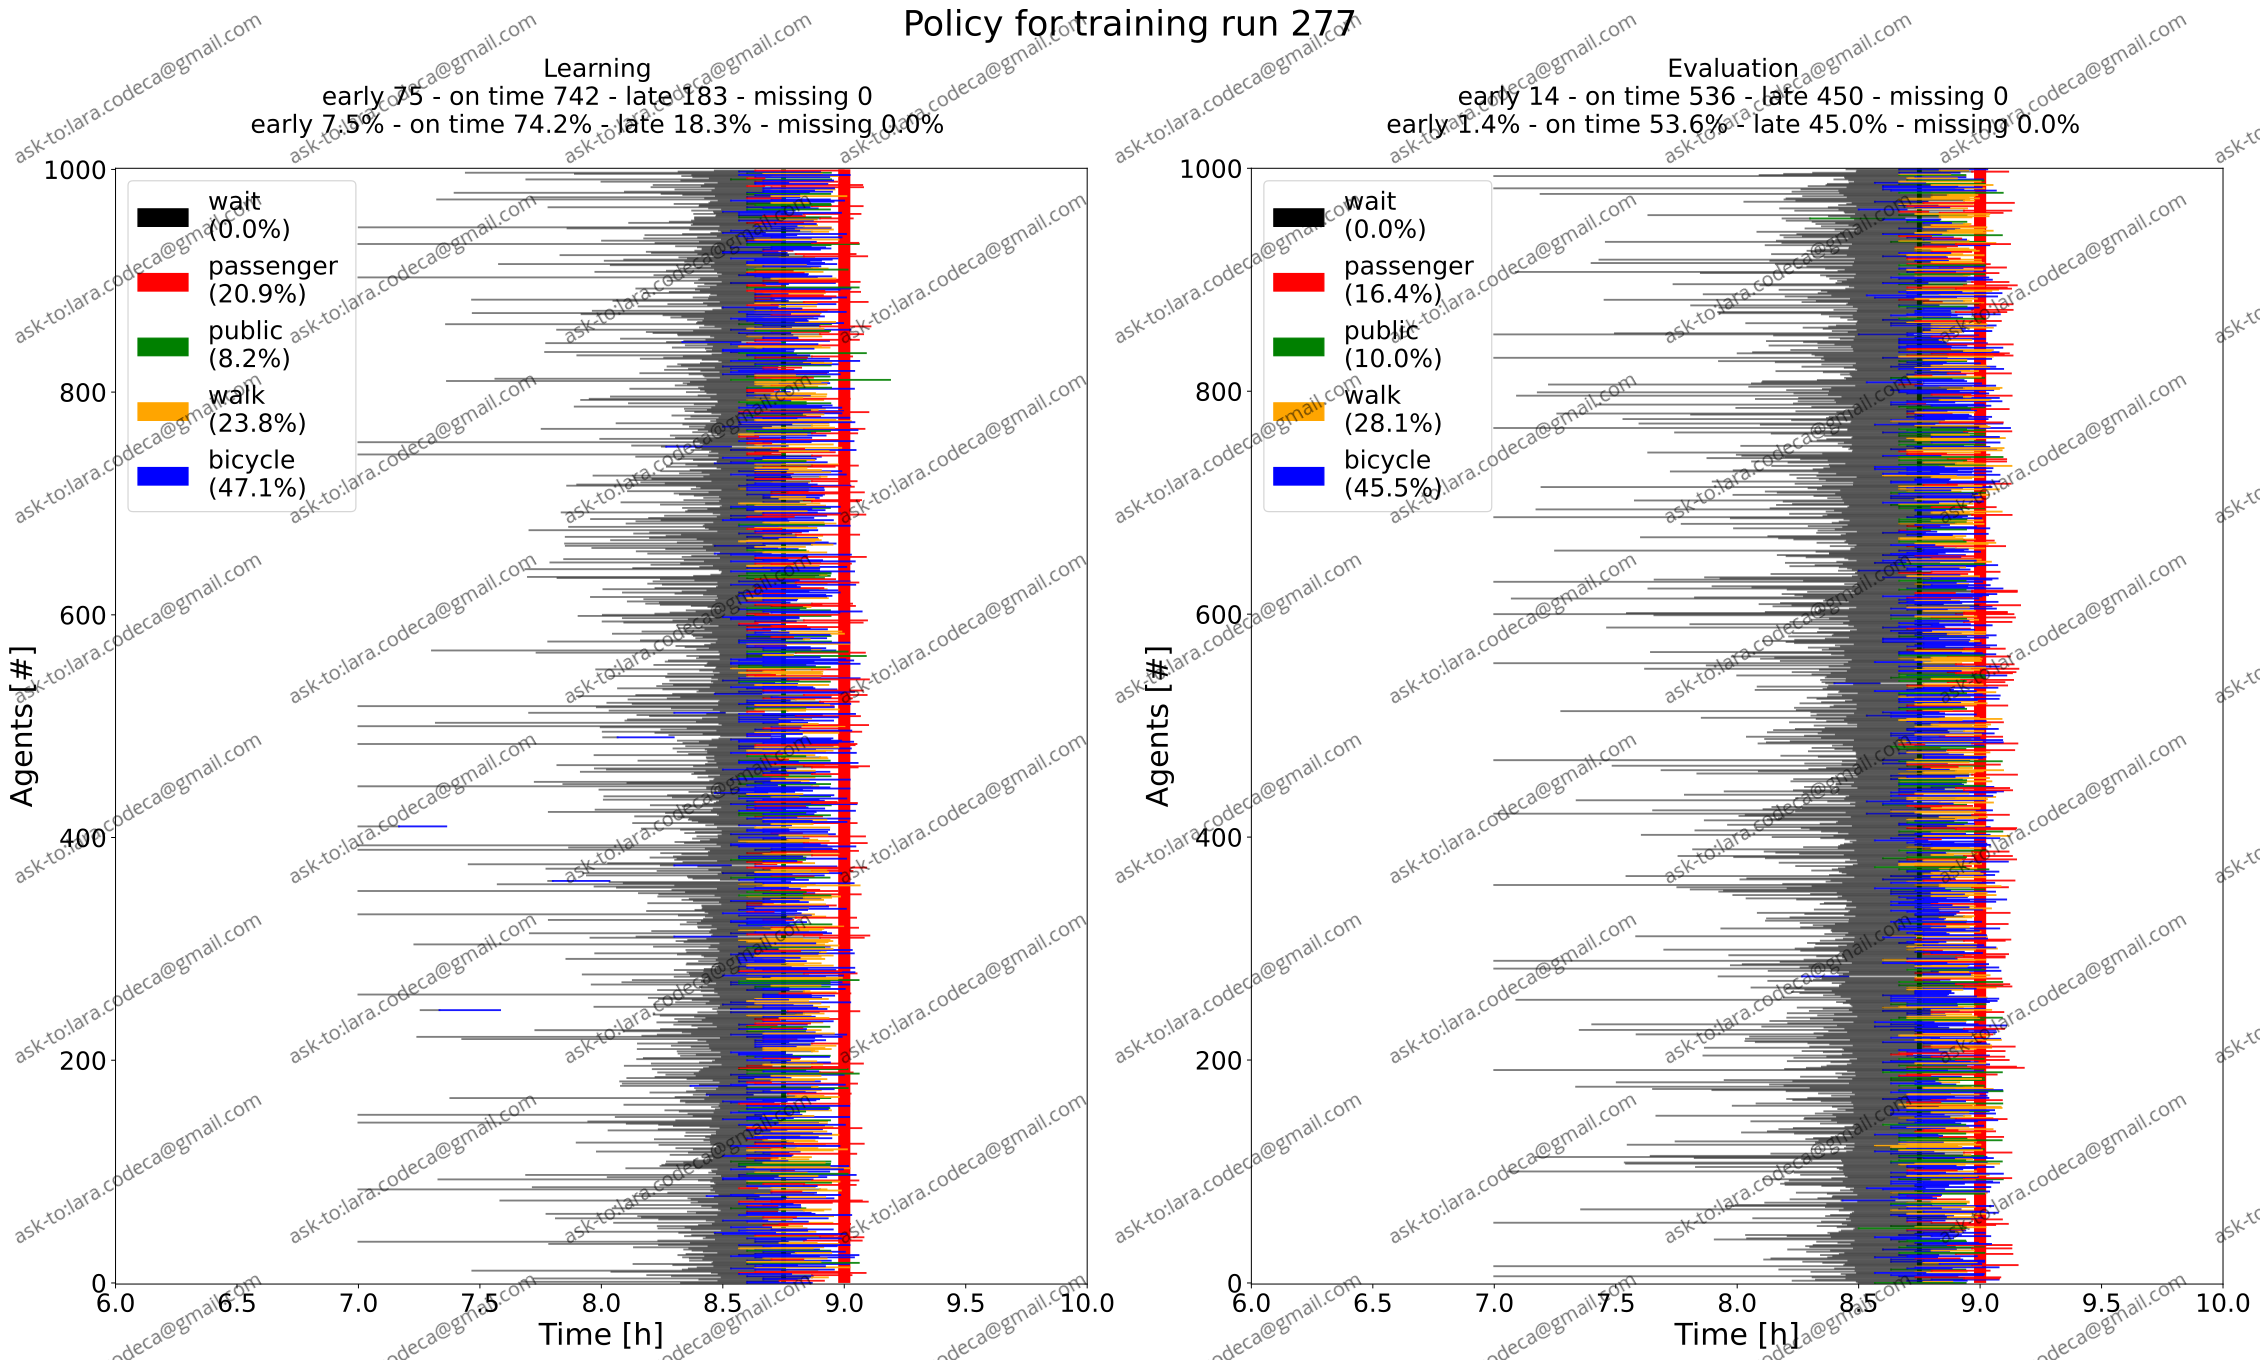 Policy for training run 277
Learning
early 75 - on time 742 - late 183 - missing 0
early 7.5% - on time 74.2% - late 18.3% - missing 0.0%
1000
800
600
400
200
0
Agents [#]
wait
(0.0%)
passenger
(20.9%)
public
(8.2%)
walk
(23.8%)
bicycle
(47.1%)
6.0 6.5 7.0 7.5 8.0 8.5 9.0 9.5 10.0
Time [h]
Evaluation
early 14 - on time 536 - late 450 - missing 0
early 1.4% - on time 53.6% - late 45.0% - missing 0.0%
1000
800
600
400
200
0
Agents [#]
wait
(0.0%)
passenger
(16.4%)
public
(10.0%)
walk
(28.1%)
bicycle
(45.5%)
6.0 6.5 7.0 7.5 8.0 8.5 9.0 9.5 10.0
Time [h]
ask-to:lara.codeca@gmail.com